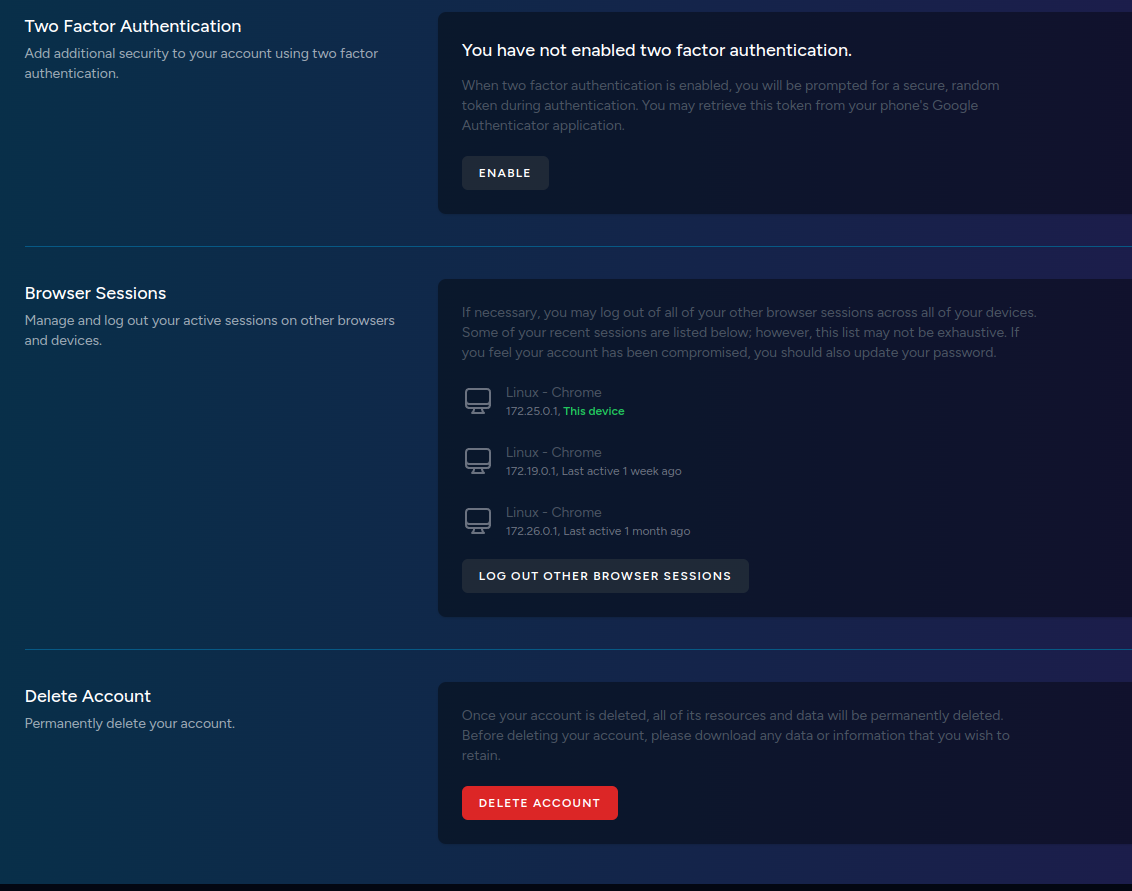 Two Factor Authentication
Add additional security to your account using two factor
authentication.
You have not enabled two factor authentication.
When two factor authentication is enabled, you will be prompted for a secure, random
token during authentication. You may retrieve this token from your phone's Google
Authenticator application.
ENABLE
Browser Sessions
Manage and log out your active sessions on other browsers
and devices.
If necessary, you may log out of all of your other browser sessions across all of your devices.
Some of your recent sessions are listed below; however, this list may not be exhaustive. If
you feel your account has been compromised, you should also update your password.
Linux - Chrome
172.25.0.1, This device
Linux - Chrome
172.19.0.1, Last active 1 week ago
Linux - Chrome
172.26.0.1, Last active 1 month ago
LOG OUT OTHER BROWSER SESSIONS
Delete Account
Permanently delete your account.
Once your account is deleted, all of its resources and data will be permanently deleted.
Before deleting your account, please download any data or information that you wish to
retain.
DELETE ACCOUNT